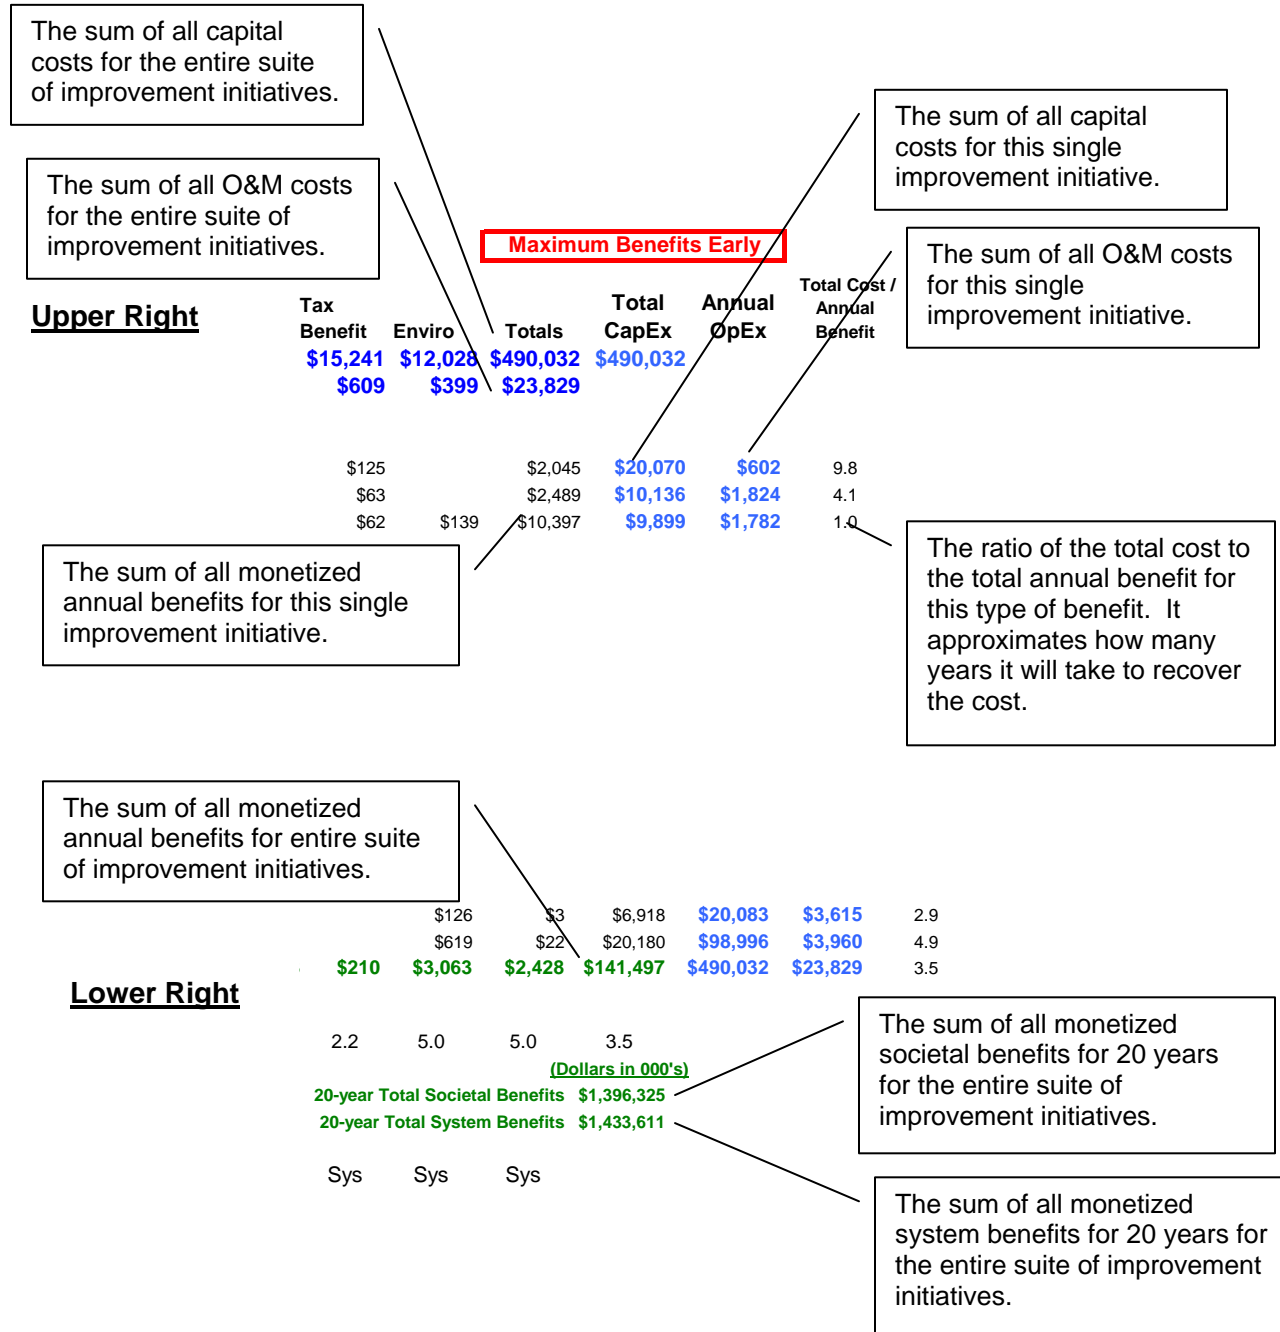 The sum of all capital
costs for the entire suite
of improvement initiatives.
The sum of all capital
costs for this single
improvement initiative.
The sum of all O&M costs
for the entire suite of
improvement initiatives.
Maximum Benefits Early
The sum of all O&M costs
for this single
improvement initiative.
Upper Right
Tax Benefit Enviro Totals Total CapEx Annual OpEx Total Cost / Annual Benefit
$15,241 $12,028 $490,032 $490,032
$609 $399 $23,829
$125 $2,045 $20,070 $602 9.8
$63 $2,489 $10,136 $1,824 4.1
$62 $139 $10,397 $9,899 $1,782 1.0
The sum of all monetized
annual benefits for this single
improvement initiative.
The ratio of the total cost to
the total annual benefit for
this type of benefit. It
approximates how many
years it will take to recover
the cost.
The sum of all monetized
annual benefits for entire suite
of improvement initiatives.
$126 $3 $6,918 $20,083 $3,615 2.9
$619 $22 $20,180 $98,996 $3,960 4.9
$210 $3,063 $2,428 $141,497 $490,032 $23,829 3.5
Lower Right
2.2 5.0 5.0 3.5
(Dollars in 000's)
20-year Total Societal Benefits $1,396,325
20-year Total System Benefits $1,433,611
Sys Sys Sys
The sum of all monetized
societal benefits for 20 years
for the entire suite of
improvement initiatives.
The sum of all monetized
system benefits for 20 years for
the entire suite of improvement
initiatives.